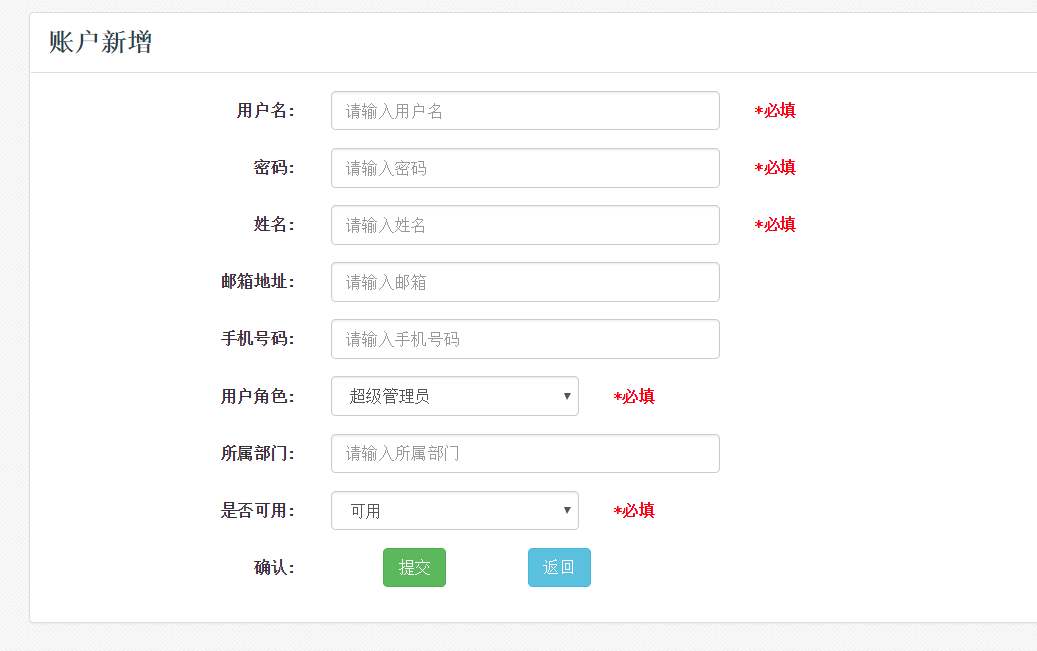 账户新增
用户名: 请输入用户名 *必填
密码: 请输入密码 *必填
姓名: 请输入姓名 *必填
邮箱地址: 请输入邮箱
手机号码: 请输入手机号码
用户角色: 超级管理员 *必填
所属部门: 请输入所属部门
是否可用: 可用 *必填
确认: 提交 返回